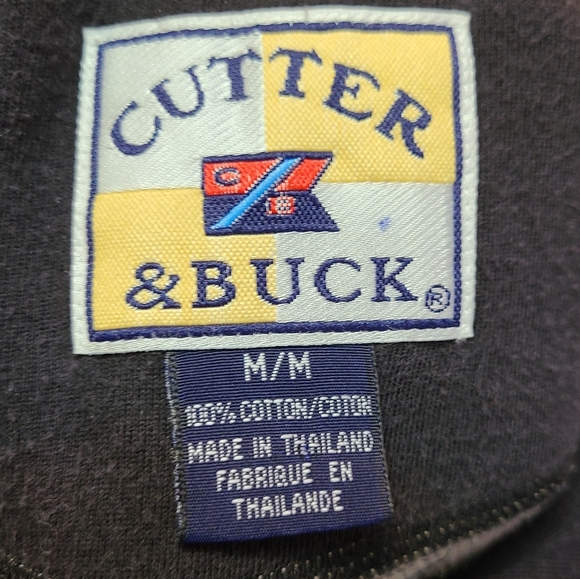 CUTTER
C
B
& BUCK®
M/M
100% COTTON/COTON
MADE IN THAILAND
FABRIQUE EN
THAILANDE